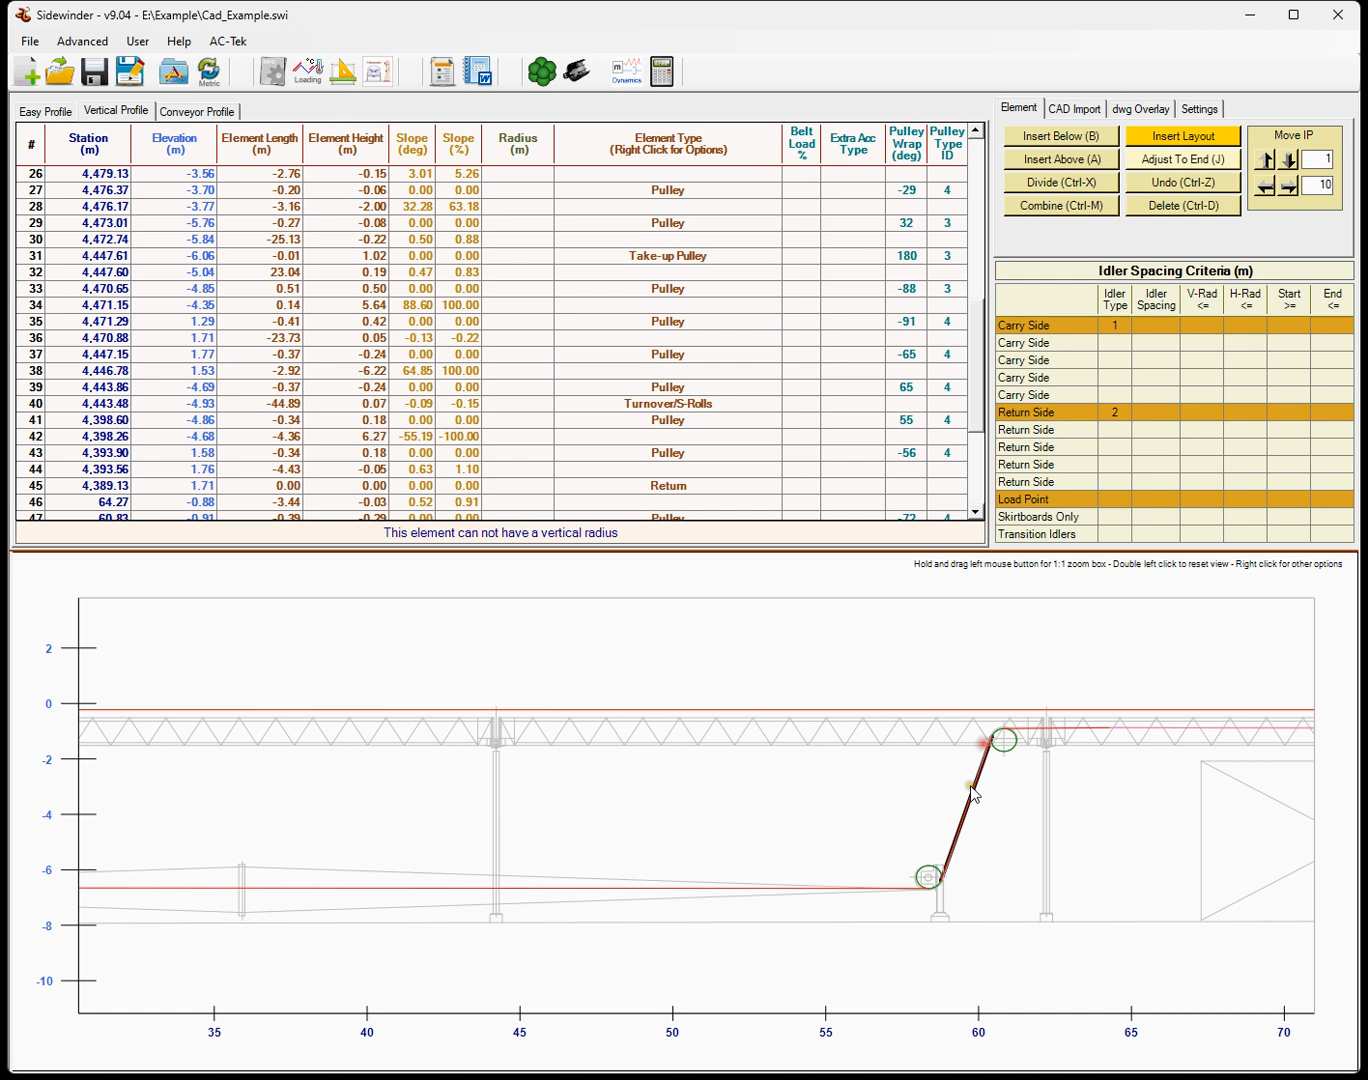 Sidewinder - v9.04 - E:\Example\Cad_Example.swi
File Advanced User Help AC-Tek
Metric Loading W Dynamics
Easy Profile Vertical Profile Conveyor Profile
# Station (m) Elevation (m) Element Length (m) Element Height (m) Slope (deg) Slope (%) Radius (m) Element Type (Right Click for Options) Belt Load % Extra Acc Type Pulley Wrap (deg) Pulley Type ID
26 4,479.13 -3.56 -2.76 -0.15 3.01 5.26
27 4,476.37 -3.70 -0.20 -0.06 0.00 0.00 Pulley -29 4
28 4,476.17 -3.77 -3.16 -2.00 32.28 63.18
29 4,473.01 -5.76 -0.27 -0.08 0.00 0.00 Pulley 32 3
30 4,472.74 -5.84 -25.13 -0.22 0.50 0.88
31 4,447.61 -6.06 -0.01 1.02 0.00 0.00 Take-up Pulley 180 3
32 4,447.60 -5.04 23.04 0.19 0.47 0.83
33 4,470.65 -4.85 0.51 0.50 0.00 0.00 Pulley -88 3
34 4,471.15 -4.35 0.14 5.64 88.60 100.00
35 4,471.29 1.29 -0.41 0.42 0.00 0.00 Pulley -91 4
36 4,470.88 1.71 -23.73 0.05 -0.13 -0.22
37 4,447.15 1.77 -0.37 -0.24 0.00 0.00 Pulley -65 4
38 4,446.78 1.53 -2.92 -6.22 64.85 100.00
39 4,443.86 -4.69 -0.37 -0.24 0.00 0.00 Pulley 65 4
40 4,443.48 -4.93 -44.89 0.07 -0.09 -0.15 Turnover/S-Rolls
41 4,398.60 -4.86 -0.34 0.18 0.00 0.00 Pulley 55 4
42 4,398.26 -4.68 -4.36 6.27 -55.19 -100.00
43 4,393.90 1.58 -0.34 0.18 0.00 0.00 Pulley -56 4
44 4,393.56 1.76 -4.43 -0.05 0.63 1.10
45 4,389.13 1.71 0.00 0.00 0.00 0.00 Return
46 64.27 -0.88 -3.44 -0.03 0.52 0.91
47 60.83 -0.91 -0.39 -0.29 0.00 0.00 Pulley -72 4
This element can not have a vertical radius
Element CAD Import dwg Overlay Settings
Insert Below (B) Insert Layout Move IP
Insert Above (A) Adjust To End (J) 1
Divide (Ctrl-X) Undo (Ctrl-Z) 10
Combine (Ctrl-M) Delete (Ctrl-D)
Idler Spacing Criteria (m)
Idler Type Idler Spacing V-Rad <= H-Rad <= Start >= End <=
Carry Side 1
Carry Side
Carry Side
Carry Side
Carry Side
Return Side 2
Return Side
Return Side
Return Side
Return Side
Load Point
Skirtboards Only
Transition Idlers
Hold and drag left mouse button for 1:1 zoom box - Double left click to reset view - Right click for other options
2
0
-2
-4
-6
-8
-10
35 40 45 50 55 60 65 70